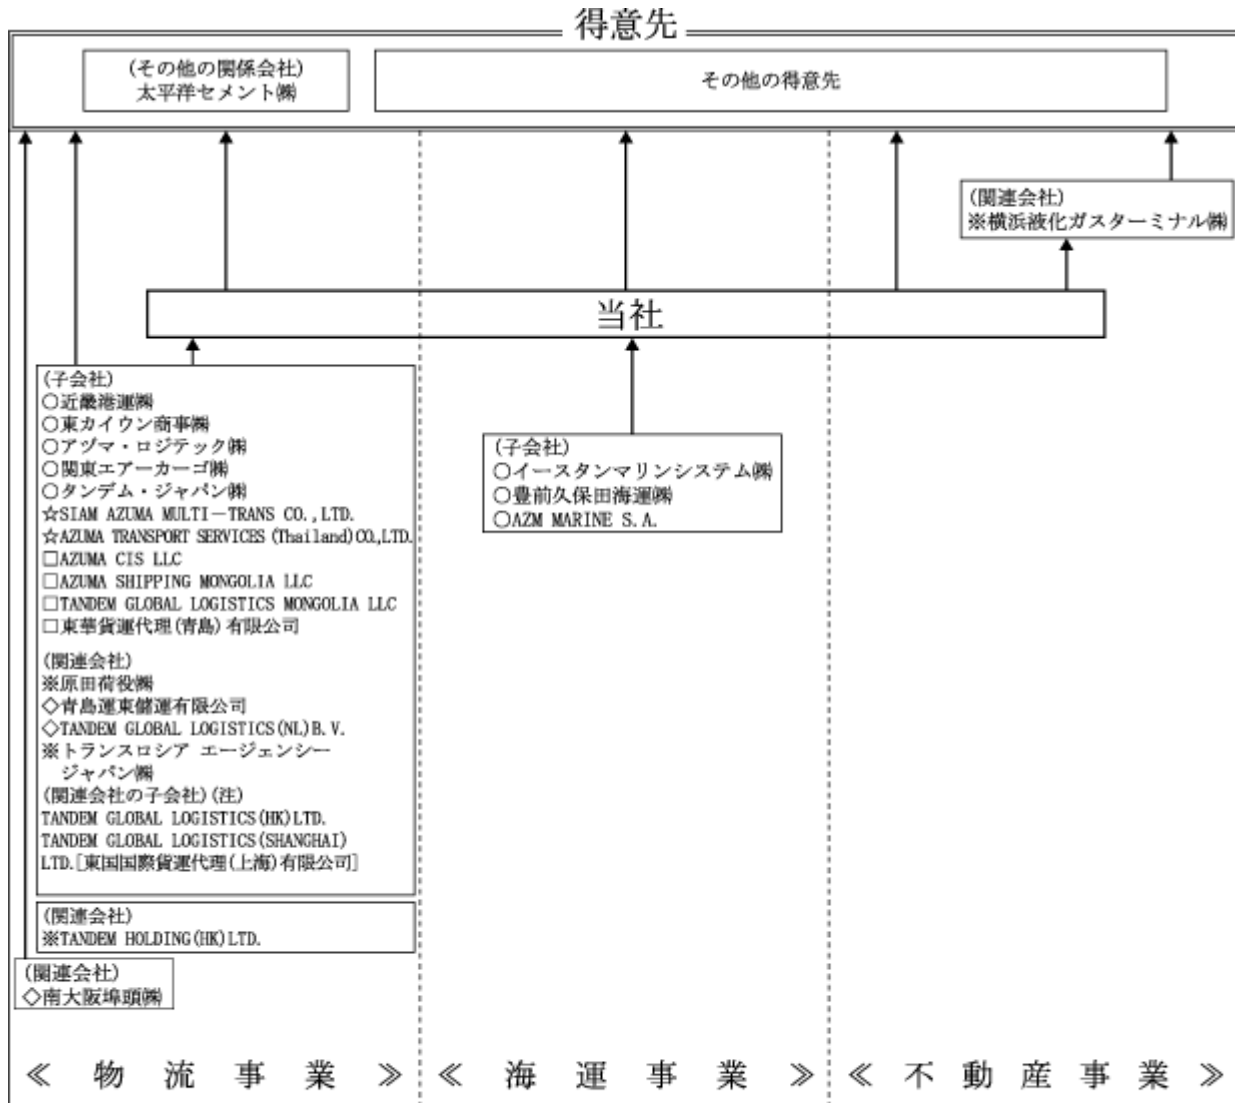 得意先
(その他の関係会社)
太平洋セメント㈱
その他の得意先
(関連会社)
※横浜液化ガスターミナル㈱
当社
(子会社)
○近畿港運㈱
○東カイウン商事㈱
○アヅマ・ロジテック㈱
○関東エアーカーゴ㈱
○タンデム・ジャパン㈱
☆SIAM AZUMA MULTI－TRANS CO.,LTD.
☆AZUMA TRANSPORT SERVICES(Thailand)CO.,LTD.
□AZUMA CIS LLC
□AZUMA SHIPPING MONGOLIA LLC
□TANDEM GLOBAL LOGISTICS MONGOLIA LLC
□東華貨運代理(青島)有限公司
(関連会社)
※原田荷役㈱
◇青島運東儲運有限公司
◇TANDEM GLOBAL LOGISTICS(NL)B.V.
※トランスロシア エージェンシー
ジャパン㈱
(関連会社の子会社)(注)
TANDEM GLOBAL LOGISTICS(HK)LTD.
TANDEM GLOBAL LOGISTICS(SHANGHAI)
LTD.[東国国際貨運代理(上海)有限公司]
(関連会社)
※TANDEM HOLDING(HK)LTD.
(関連会社)
◇南大阪埠頭㈱
(子会社)
○イースタンマリンシステム㈱
○豊前久保田海運㈱
○AZM MARINE S.A.
≪ 物 流 事 業 ≫
≪ 海 運 事 業 ≫
≪ 不 動 産 事 業 ≫